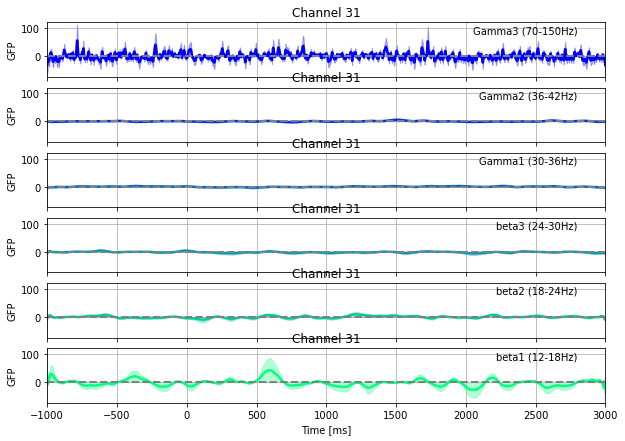 Channel 31
Gamma3 (70-150Hz)
100
0
GFP
Channel 31
Gamma2 (36-42Hz)
100
0
GFP
Channel 31
Gamma1 (30-36Hz)
100
0
GFP
Channel 31
beta3 (24-30Hz)
100
0
GFP
Channel 31
beta2 (18-24Hz)
100
0
GFP
Channel 31
beta1 (12-18Hz)
100
0
GFP
−1000 −500 0 500 1000 1500 2000 2500 3000
Time [ms]